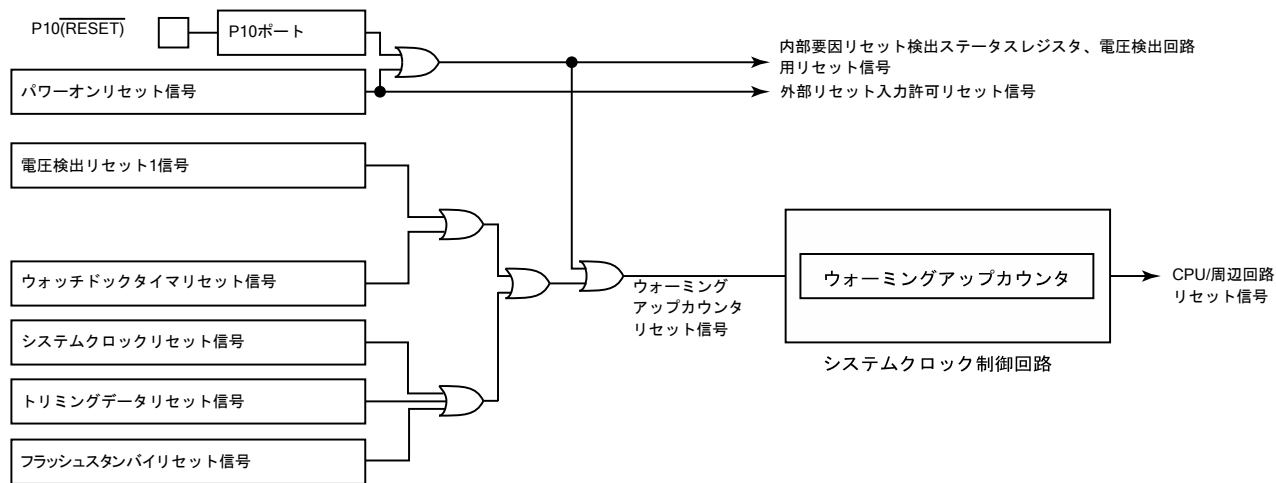 P10(RESET)
P10ポート
内部要因リセット検出ステータスレジスタ、電圧検出回路
用リセット信号
パワーオンリセット信号
外部リセット入力許可リセット信号
電圧検出リセット1信号
ウォッチドックタイマリセット信号
ウォーミングアップカウンタ
CPU/周辺回路
リセット信号
ウォーミング
アップカウンタ
リセット信号
システムクロックリセット信号
システムクロック制御回路
トリミングデータリセット信号
フラッシュスタンバイリセット信号